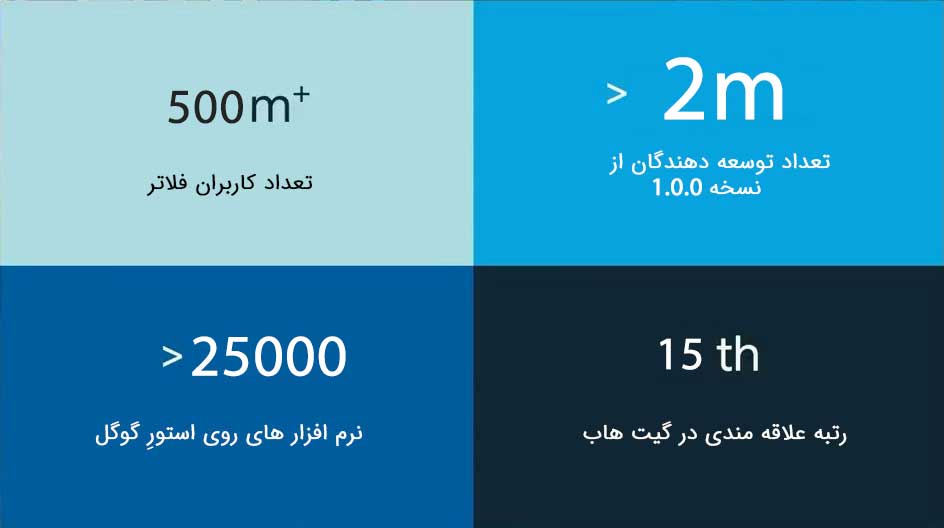 > 2m
تعداد توسعه دهندگان از
نسخه 1.0.0
500m+
تعداد کاربران فلاتر
15 th
رتبه علاقه مندی در گیت هاب
>25000
نرم افزار های روی استورِ گوگل